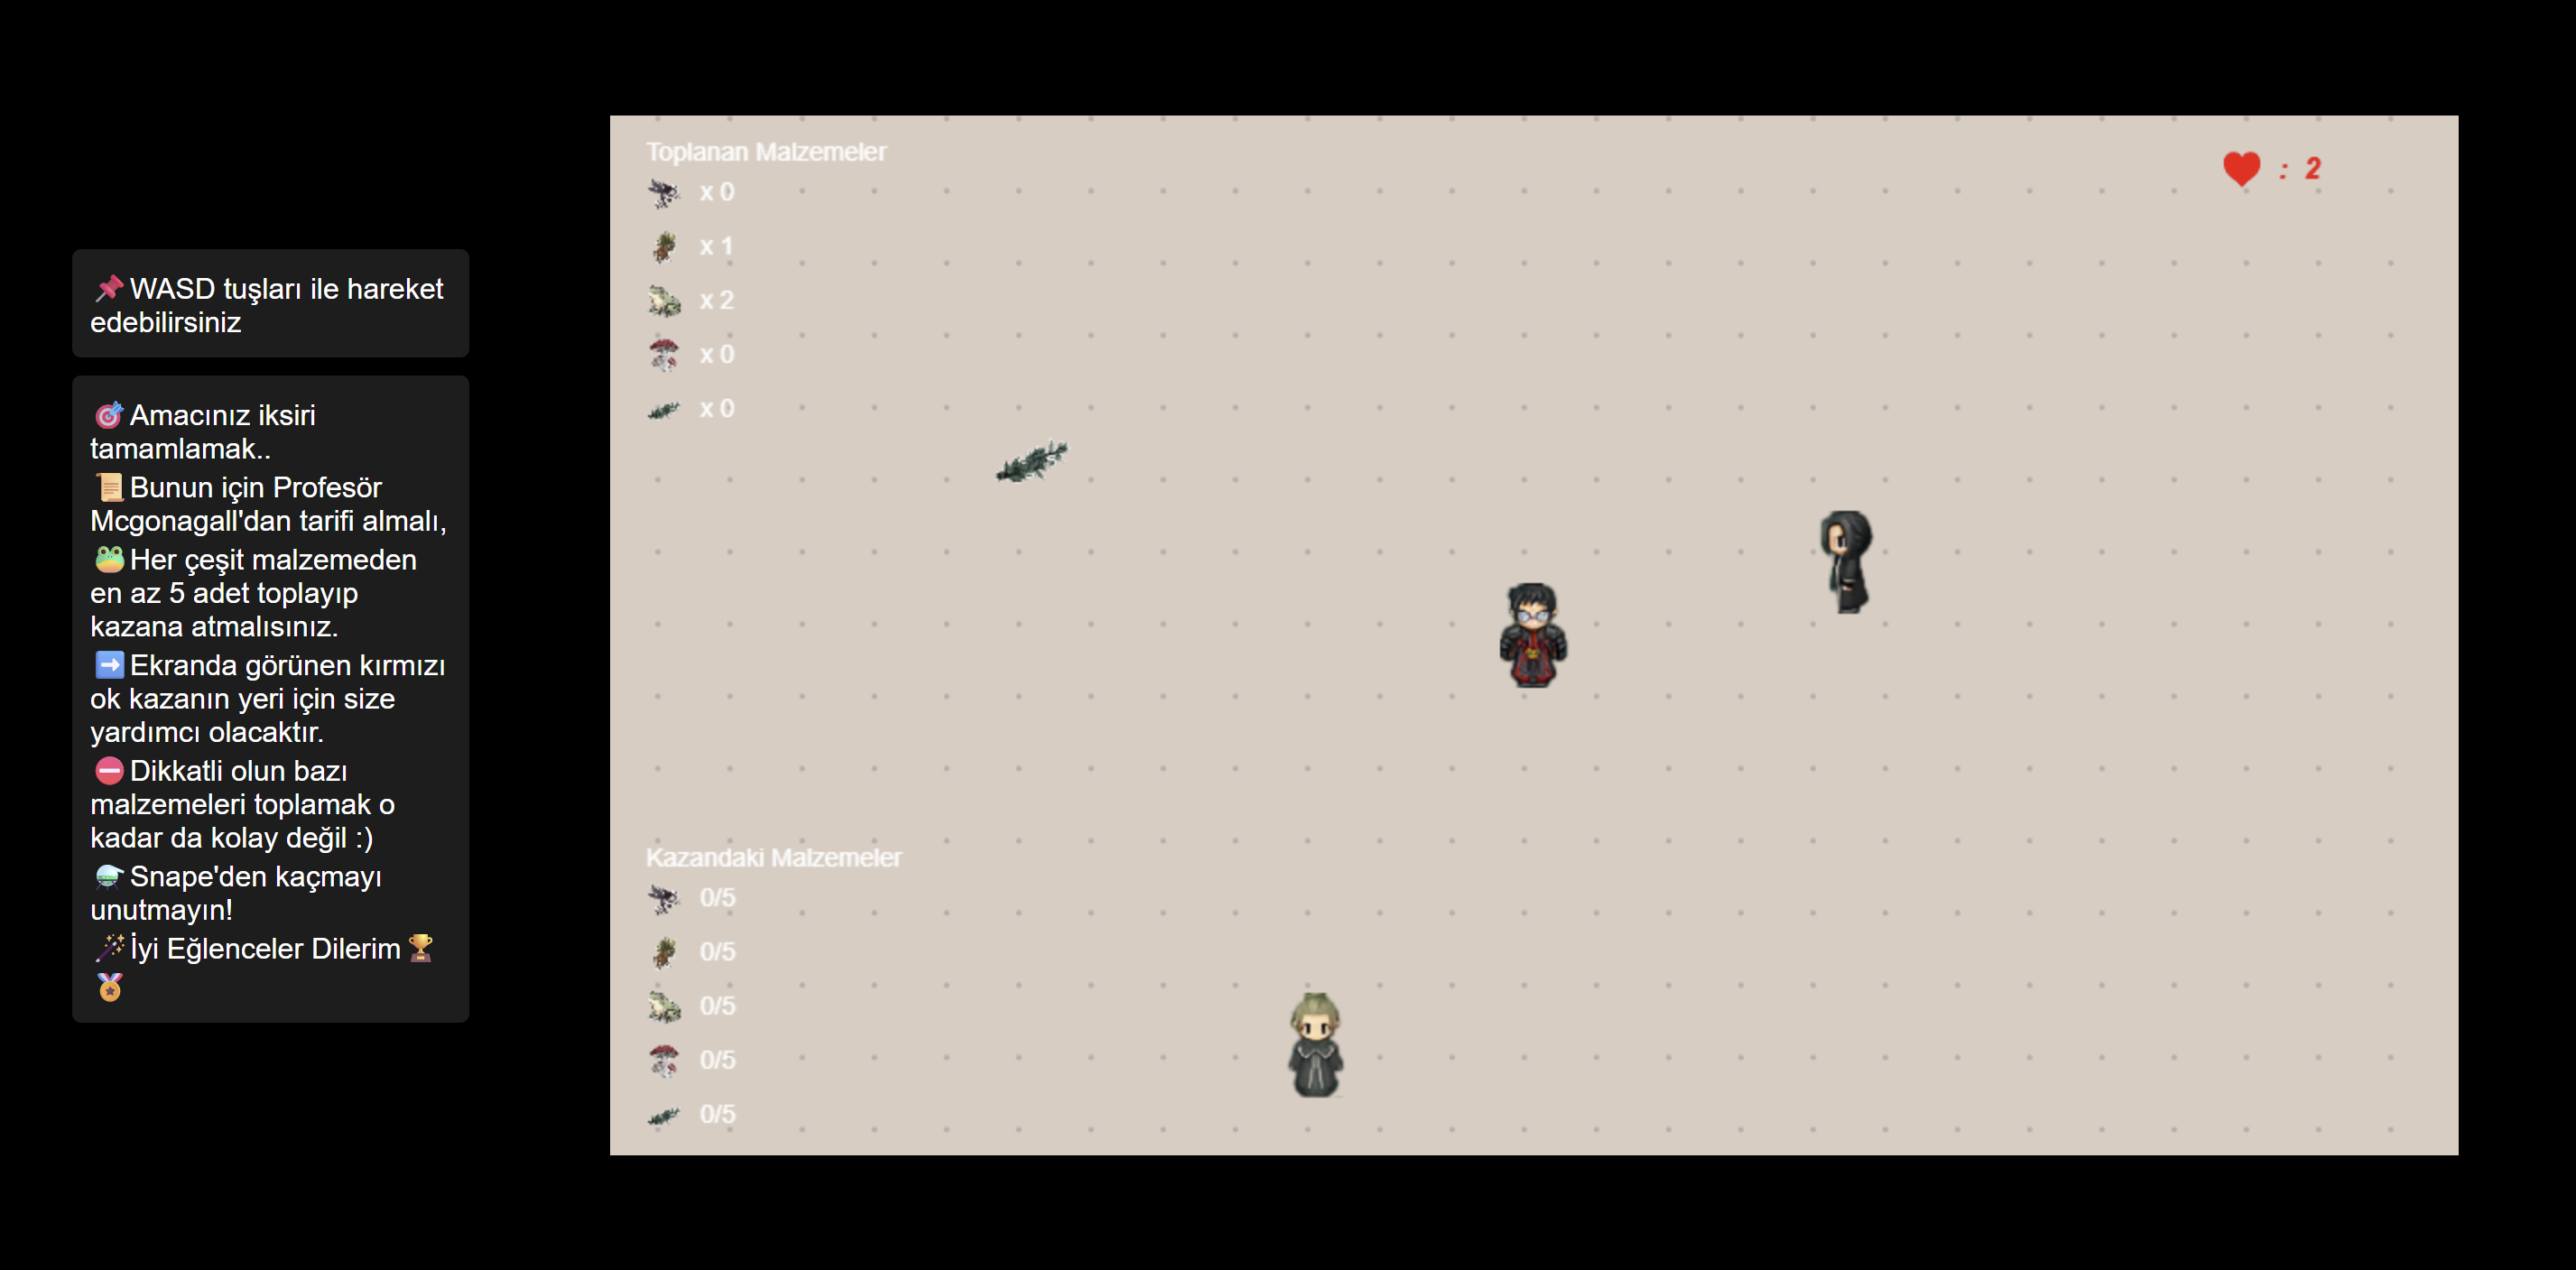 📌WASD tuşları ile hareket
edebilirsiniz
🎯Amacınız iksiri
tamamlamak..
📜Bunun için Profesör
Mcgonagall'dan tarifi almalı,
🐸Her çeşit malzemeden
en az 5 adet toplayıp
kazana atmalısınız.
➡️Ekranda görünen kırmızı
ok kazanın yeri için size
yardımcı olacaktır.
⛔Dikkatli olun bazı
malzemeleri toplamak o
kadar da kolay değil :)
⚗️Snape'den kaçmayı
unutmayın!
🪄İyi Eğlenceler Dilerim🏆
🏅
Toplanan Malzemeler
x 0
x 1
x 2
x 0
x 0
: 2
Kazandaki Malzemeler
0/5
0/5
0/5
0/5
0/5